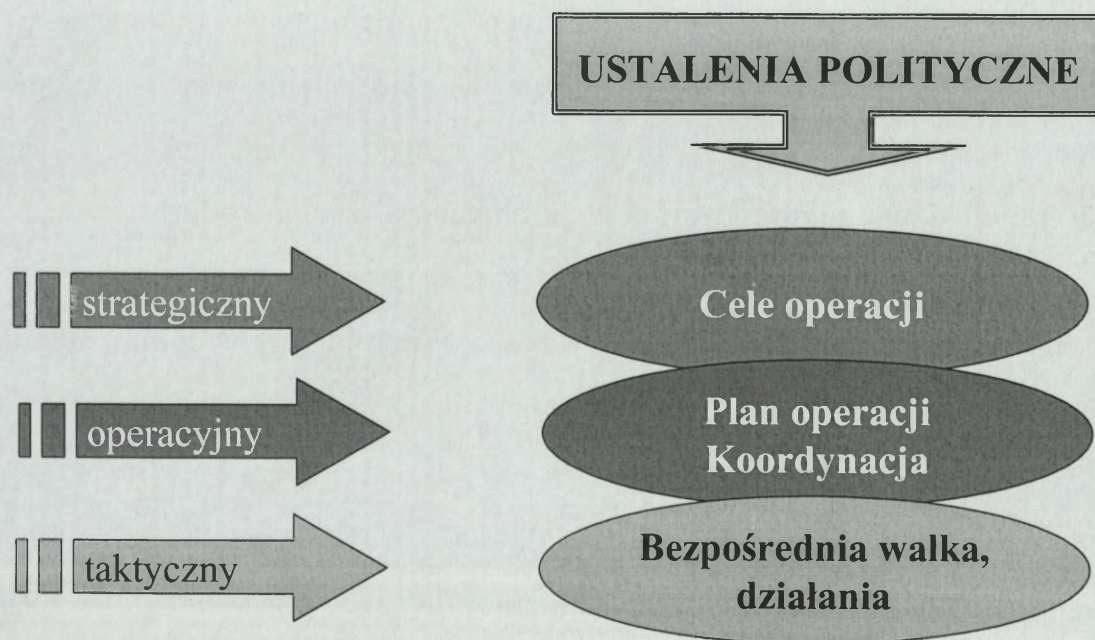 USTALENIA POLITYCZNE
strategiczny
Cele operacji
operacyjny
Plan operacji
Koordynacja
taktyczny
Bezpośrednia walka,
działania